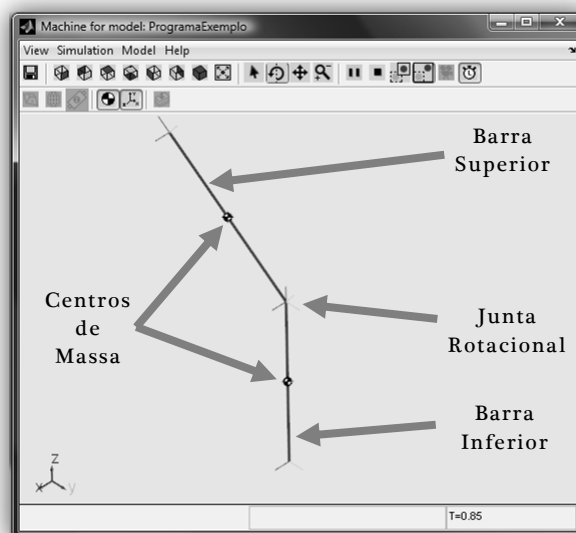 Machine for model: ProgramaExemplo
View Simulation Model Help
Barra
Superior
Centros
de
Massa
Junta
Rotacional
Barra
Inferior
z
x
y
T=0.85